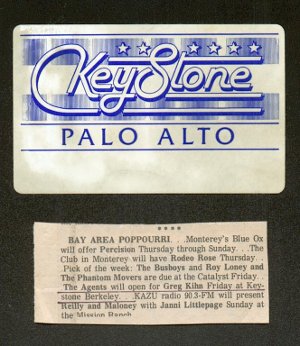 KeyStone
PALO ALTO
BAY AREA POPPOURRI. . .Monterey's Blue Ox
will offer Percision Thursday through Sunday. . .The
Club in Monterey will have Rodeo Rose Thursday. .
.Pick of the week: The Busboys and Roy Loney and
The Phantom Movers are due at the Catalyst Friday. . .
The Agents will open for Greg Kihn Friday at Key-
stone Berkeley. . .KAZU radio 90.3-FM will present
Reilly and Maloney with Janni Littlepage Sunday at
the Mission Ranch